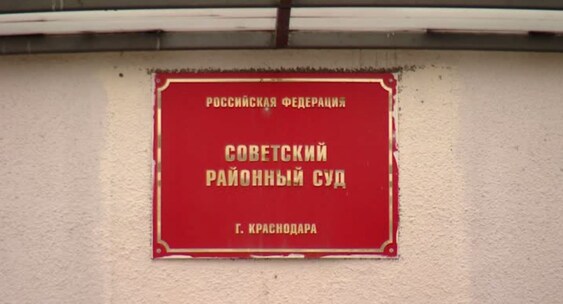 РОССИЙСКАЯ ФЕДЕРАЦИЯ
СОВЕТСКИЙ
РАЙОННЫЙ СУД
Г. КРАСНОДАРА